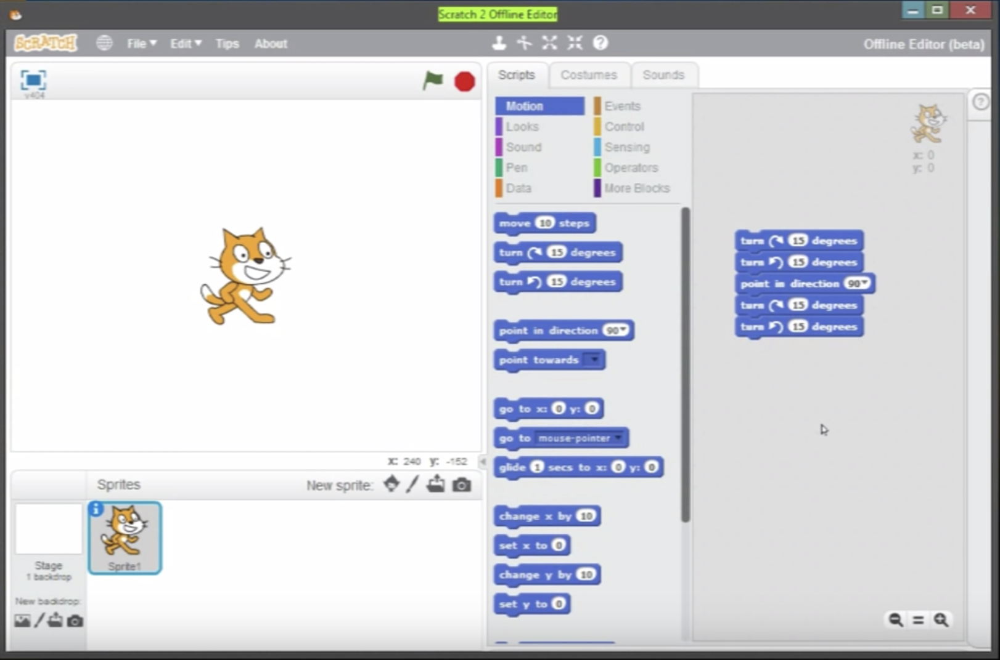 Scratch 2 Offline Editor
SCRATCH File Edit Tips About Offline Editor (beta)
v404
Scripts Costumes Sounds
Motion Events
Looks Control
Sound Sensing
Pen Operators
Data More Blocks
move 10 steps
turn 15 degrees
turn 15 degrees
point in direction 90
point towards
go to x: 0 y: 0
go to mouse-pointer
glide 1 secs to x: 0 y: 0
change x by 10
set x to 0
change y by 10
set y to 0
x: 0
y: 0
turn 15 degrees
turn 15 degrees
point in direction 90
turn 15 degrees
turn 15 degrees
x: 240 y: -152
Sprites New sprite:
Stage
1 backdrop
New backdrop:
Sprite1